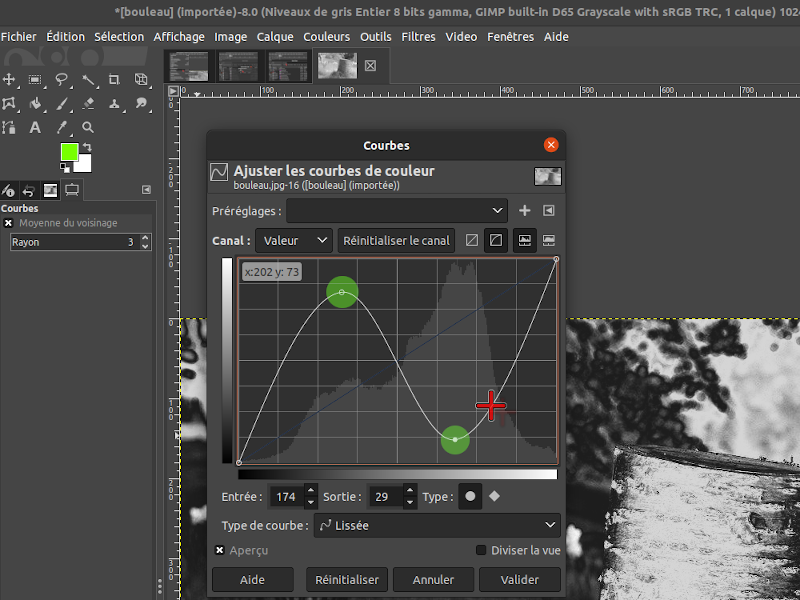 *[bouleau] (importée)-8.0 (Niveaux de gris Entier 8 bits gamma, GIMP built-in D65 Grayscale with sRGB TRC, 1 calque) 102
Fichier Édition Sélection Affichage Image Calque Couleurs Outils Filtres Vidéo Fenêtres Aide
0 100 200 300 400 500 600 700
Courbes
Ajuster les courbes de couleur
bouleau.jpg-16 ([bouleau] (importée))
Courbes
Moyenne du voisinage
Rayon 3
Préréglages :
Canal : Valeur Réinitialiser le canal
x:202 y: 73
Entrée : 174 Sortie : 29 Type :
Type de courbe : Lissée
Aperçu Diviser la vue
Aide Réinitialiser Annuler Valider